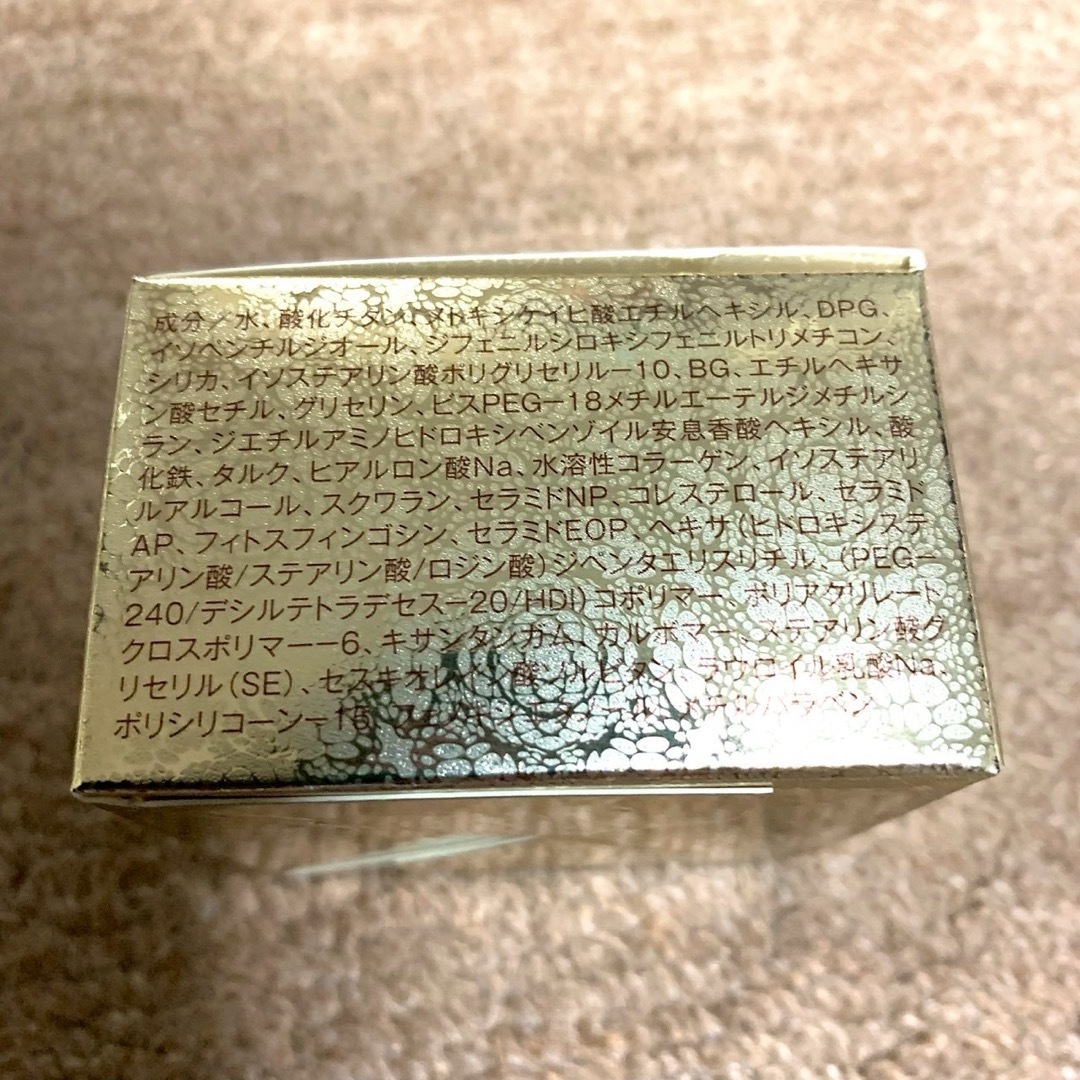 成分/水、酸化チタン、メトキシケイヒ酸エチルヘキシル、DPG、
イソペンチルジオール、ジフェニルシロキシフェニルトリメチコン、
シリカ、イソステアリン酸ポリグリセリル-10、BG、エチルヘキサ
ン酸セチル、グリセリン、ビスPEG-18メチルエーテルジメチルシ
ラン、ジエチルアミノヒドロキシベンゾイル安息香酸ヘキシル、酸
化鉄、タルク、ヒアルロン酸Na、水溶性コラーゲン、イソステアリ
ルアルコール、スクワラン、セラミドNP、コレステロール、セラミド
AP、フィトスフィンゴシン、セラミドEOP、ヘキサ(ヒドロキシステ
アリン酸/ステアリン酸/ロジン酸)ジペンタエリスリチル、(PEG-
240/デシルテトラデセス-20/HDI)コポリマー、ポリアクリレート
クロスポリマー-6、キサンタンガム、カルボマー、ステアリン酸グ
リセリル(SE)、セスキオレイン酸ソルビタン、ラウロイル乳酸Na、
ポリシリコーン-15、フェノキシエタノール、メチルパラベン